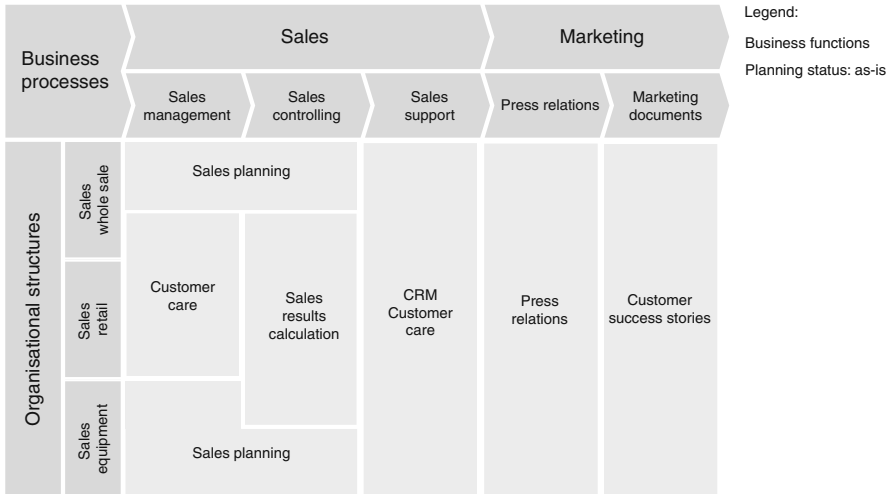 Legend:
Business functions
Planning status: as-is
Business
processes
Sales
Marketing
Sales
management
Sales
controlling
Sales
support
Press relations
Marketing
documents
Organisational structures
Sales
whole sale
Sales
retail
Sales
equipment
Sales planning
Customer
care
Sales
results
calculation
CRM
Customer
care
Press
relations
Customer
success stories
Sales planning